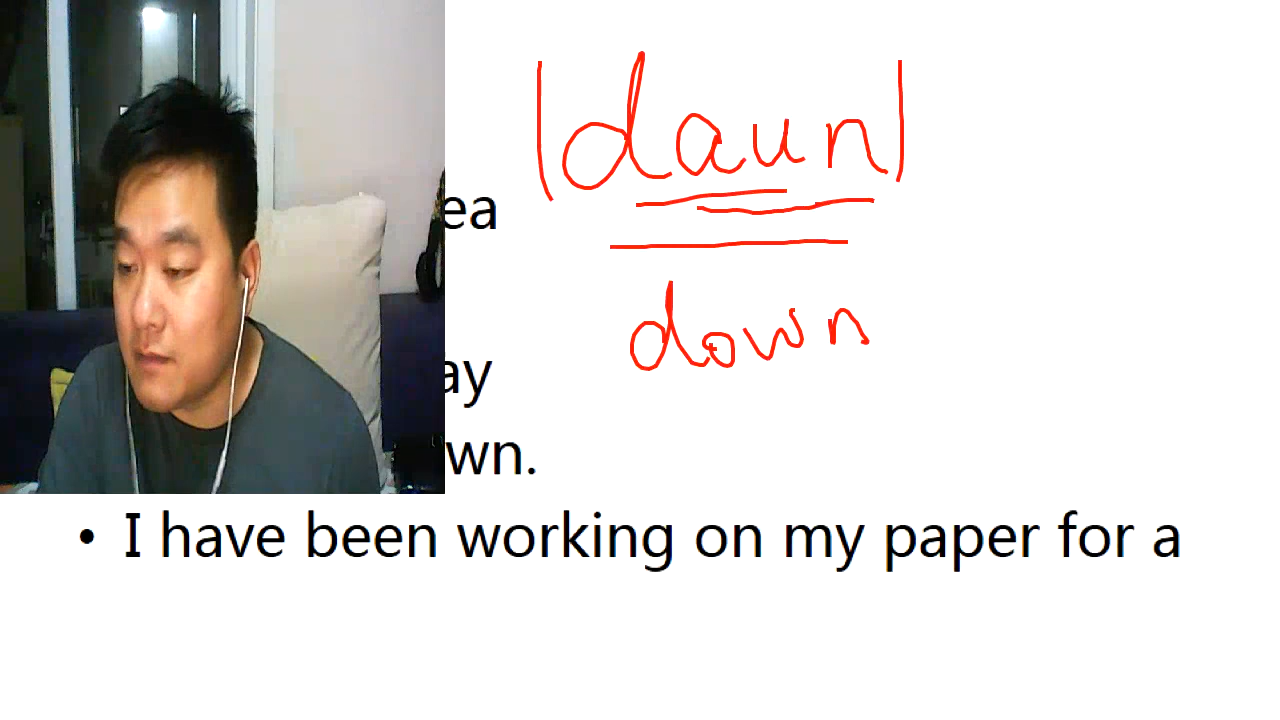 |daun|
ea
down
ay
wn.
• I have been working on my paper for a